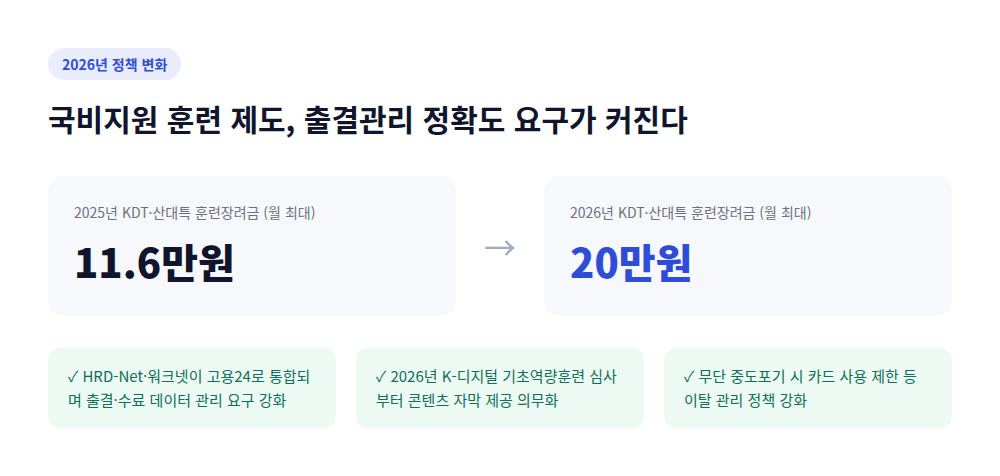 2026년 정책 변화
국비지원 훈련 제도, 출결관리 정확도 요구가 커진다
2025년 KDT·산대특 훈련장려금 (월 최대)
11.6만원
→
2026년 KDT·산대특 훈련장려금 (월 최대)
20만원
✓ HRD-Net·워크넷이 고용24로 통합되
며 출결·수료 데이터 관리 요구 강화
✓ 2026년 K-디지털 기초역량훈련 심사
부터 콘텐츠 자막 제공 의무화
✓ 무단 중도포기 시 카드 사용 제한 등
이탈 관리 정책 강화